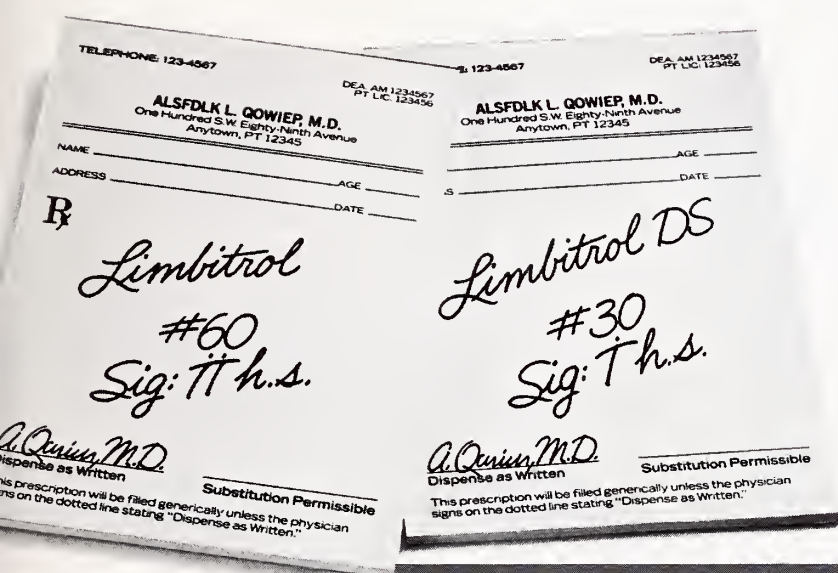 TELEPHONE: 123-4567
DEA. AM 1234567
PT LIC. 123456
ALSFDLK L. QOWIEP, M.D.
One Hundred S.W. Eighty-Ninth Avenue
Anytown, PT 12345
NAME AGE
ADDRESS DATE
℞
Limbitrol
#60
Sig: ii h.s.
M.D.
Dispense as Written
Substitution Permissible
This prescription will be filled generically unless the physician
signs on the dotted line stating "Dispense as Written."
: 123-4567
DEA. AM 1234567
PT LIC. 123456
ALSFDLK L. QOWIEP, M.D.
One Hundred S.W. Eighty-Ninth Avenue
Anytown, PT 12345
AGE
S DATE
Limbitrol DS
#30
Sig: i h.s.
M.D.
Dispense as Written
Substitution Permissible
This prescription will be filled generically unless the physician
signs on the dotted line stating "Dispense as Written."